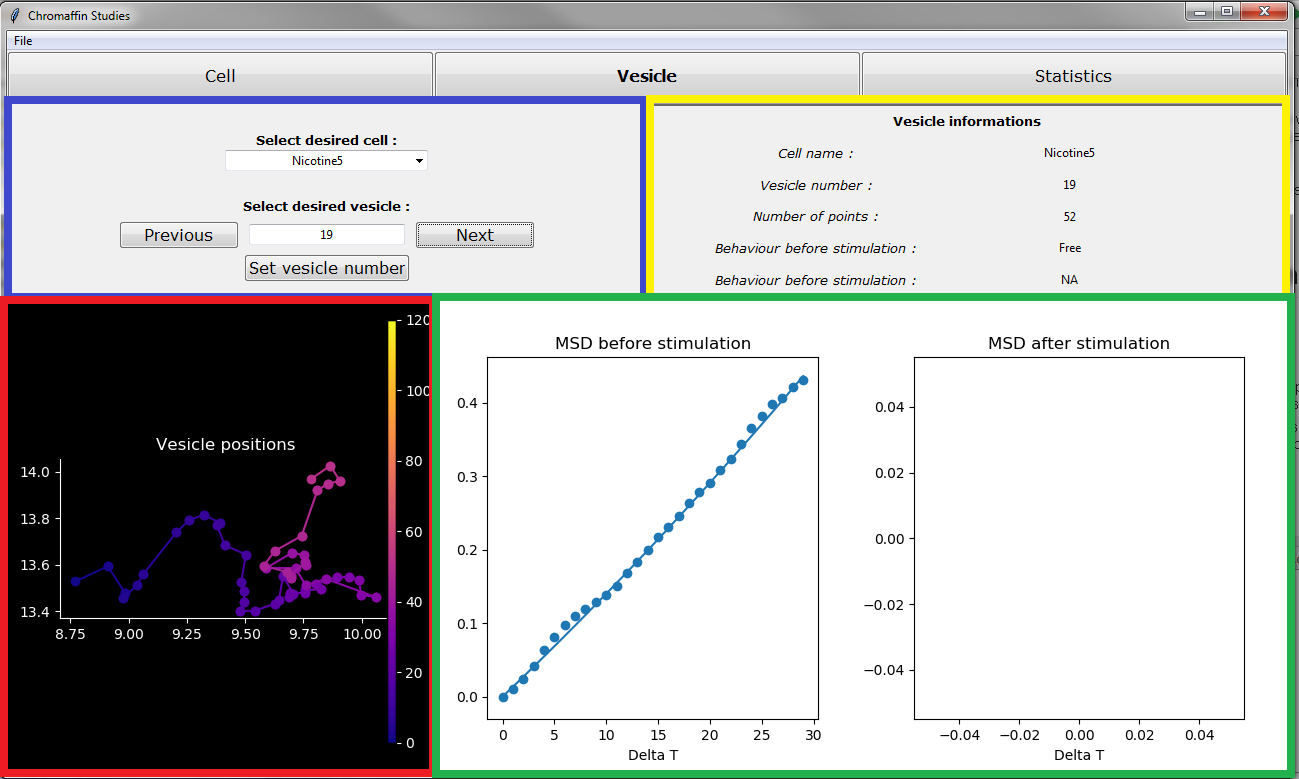 Chromaffin Studies
File
Cell
Vesicle
Statistics
Select desired cell :
Nicotine5
Select desired vesicle :
Previous
19
Next
Set vesicle number
Vesicle informations
Cell name : Nicotine5
Vesicle number : 19
Number of points : 52
Behaviour before stimulation : Free
Behaviour before stimulation : NA
Vesicle positions
14.0
13.8
13.6
13.4
8.75 9.00 9.25 9.50 9.75 10.00
120
100
80
60
40
20
0
MSD before stimulation
0.4
0.3
0.2
0.1
0.0
0 5 10 15 20 25 30
Delta T
MSD after stimulation
0.04
0.02
0.00
−0.02
−0.04
−0.04 −0.02 0.00 0.02 0.04
Delta T